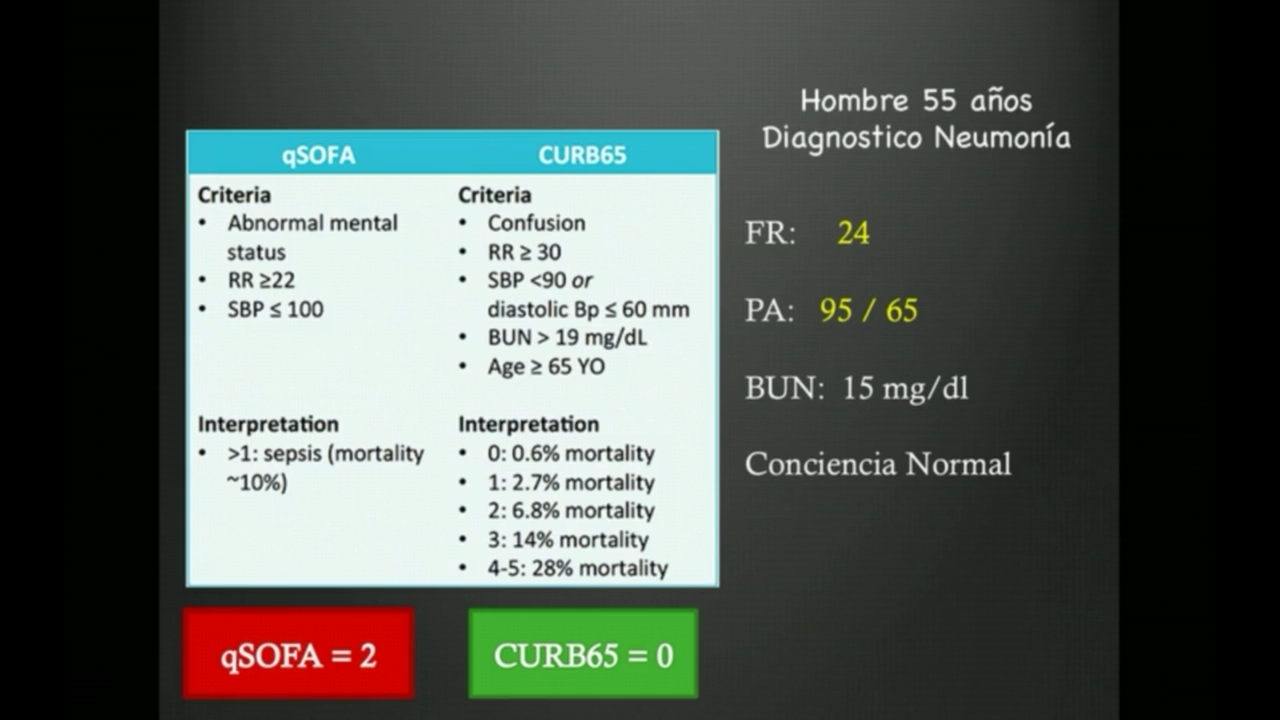 qSOFA
Criteria
• Abnormal mental
status
• RR ≥22
• SBP ≤ 100
Interpretation
• >1: sepsis (mortality
~10%)
CURB65
Criteria
• Confusion
• RR ≥ 30
• SBP <90 or
diastolic Bp ≤ 60 mm
• BUN > 19 mg/dL
• Age ≥ 65 YO
Interpretation
• 0: 0.6% mortality
• 1: 2.7% mortality
• 2: 6.8% mortality
• 3: 14% mortality
• 4-5: 28% mortality
qSOFA = 2
CURB65 = 0
Hombre 55 años
Diagnostico Neumonía
FR: 24
PA: 95 / 65
BUN: 15 mg/dl
Conciencia Normal